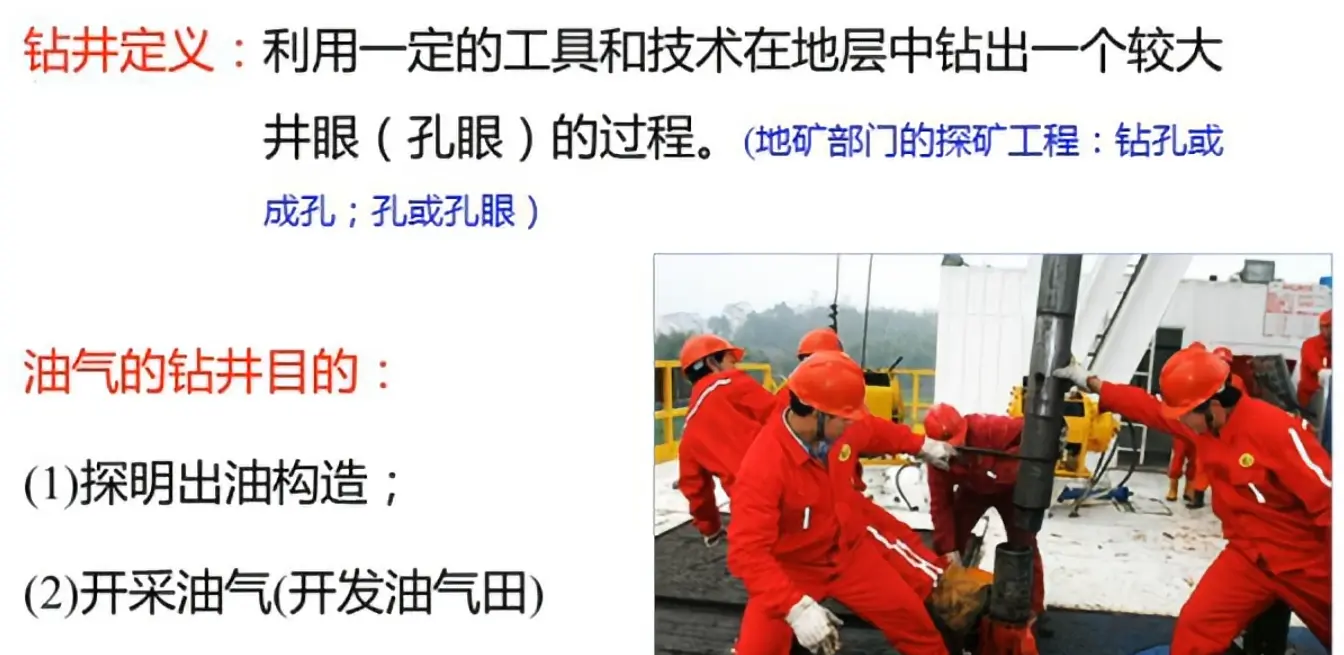 钻井定义：利用一定的工具和技术在地层中钻出一个较大
井眼（孔眼）的过程。(地矿部门的探矿工程：钻孔或
成孔；孔或孔眼）
油气的钻井目的：
(1)探明出油构造；
(2)开采油气(开发油气田)